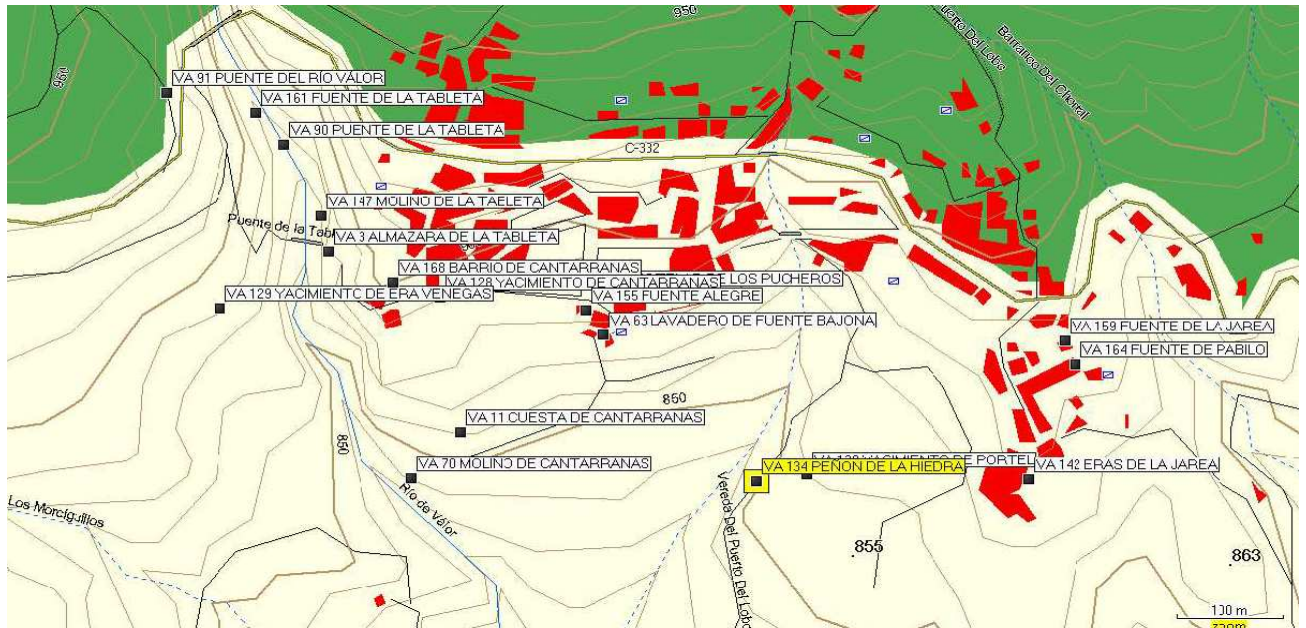 950
Barranco Del Chorral
950
VA 91 PUENTE DEL RÍO VÁLOR
VA 161 FUENTE DE LA TABLETA
VA 90 PUENTE DE LA TABLETA
C-332
VA 147 MOLINO DE LA TAELETA
Puente de la Tabl
VA 3 ALMAZARA DE LA TABLETA
VA 168 BARRIO DE CANTARRANAS
DE LOS PUCHEROS
VA 128 YACIMIENTO DE CANTARRANAS
VA 129 YACIMIENTO DE ERA VENEGAS
VA 155 FUENTE ALEGRE
VA 63 LAVADERO DE FUENTE BAJONA
VA 159 FUENTE DE LA JAREA
VA 164 FUENTE DE PABILO
850
VA 11 CUESTA DE CANTARRANAS
850
VA 70 MOLINO DE CANTARRANAS
YACIMIENTO DE PORTEL
VA 134 PEÑON DE LA HIEDRA
VA 142 ERAS DE LA JAREA
Los Morciguillos
Río de Válor
Vereda Del Puerto Del Lobo
855
863
100 m
zoom